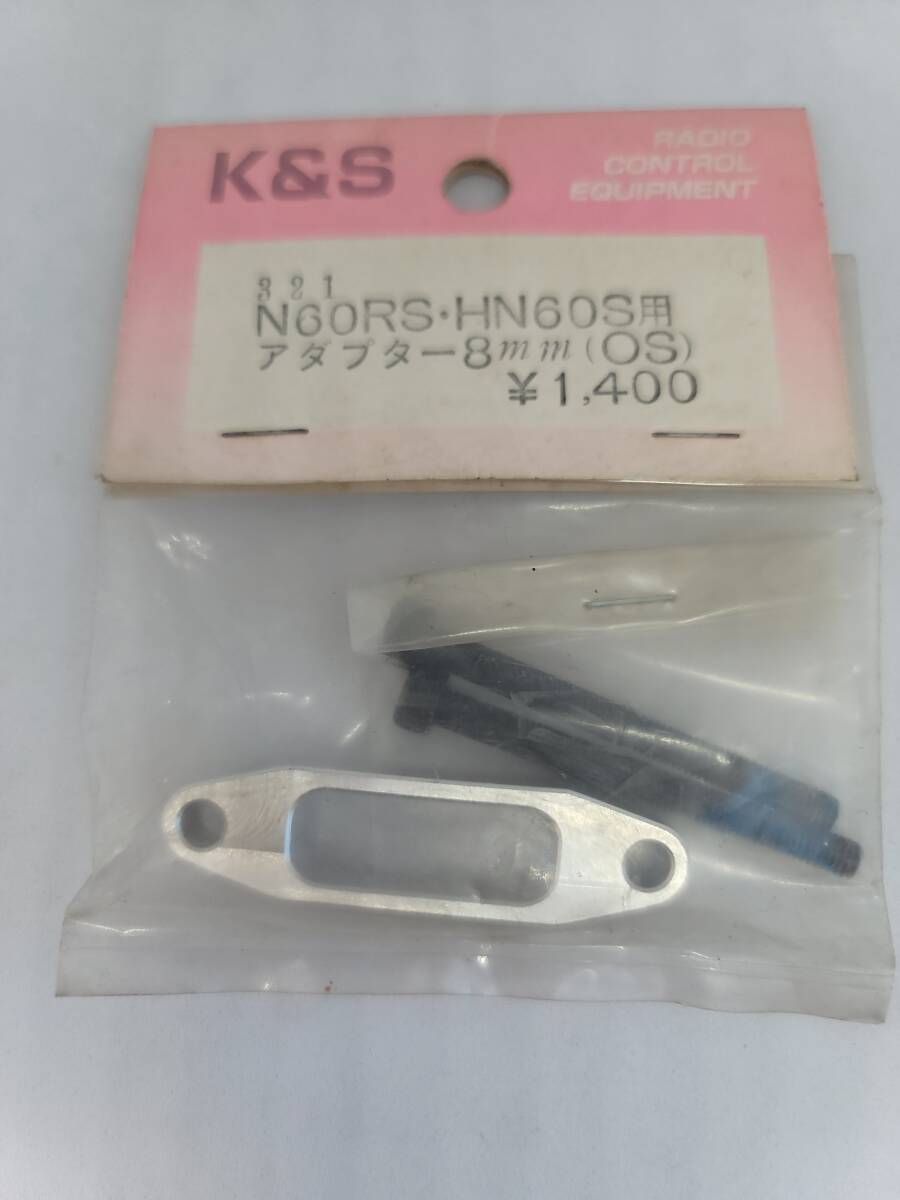 K&S
RADIO
CONTROL
EQUIPMENT
321
N60RS·HN60S用
アダプター8mm(OS)
¥1,400